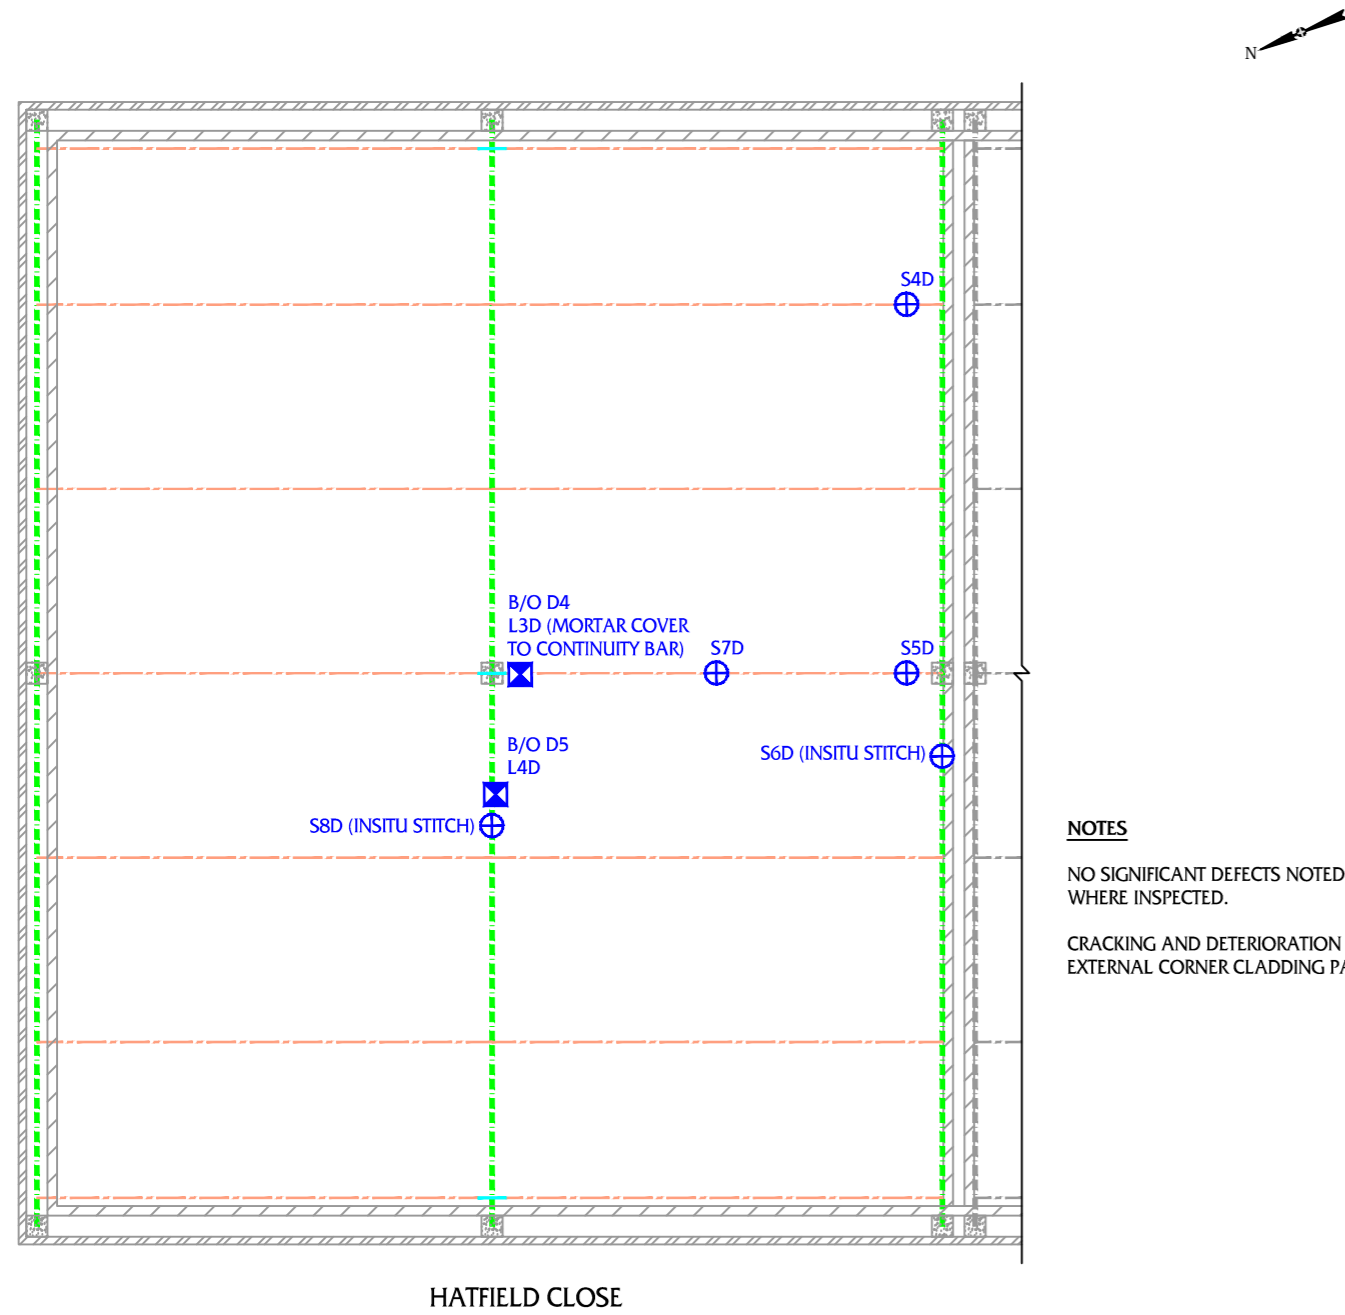 N
S4D
B/O D4
L3D (MORTAR COVER
TO CONTINUITY BAR)
S7D
S5D
B/O D5
L4D
S6D (INSITU STITCH)
S8D (INSITU STITCH)
NOTES
NO SIGNIFICANT DEFECTS NOTED
WHERE INSPECTED.
CRACKING AND DETERIORATION
EXTERNAL CORNER CLADDING
HATFIELD CLOSE